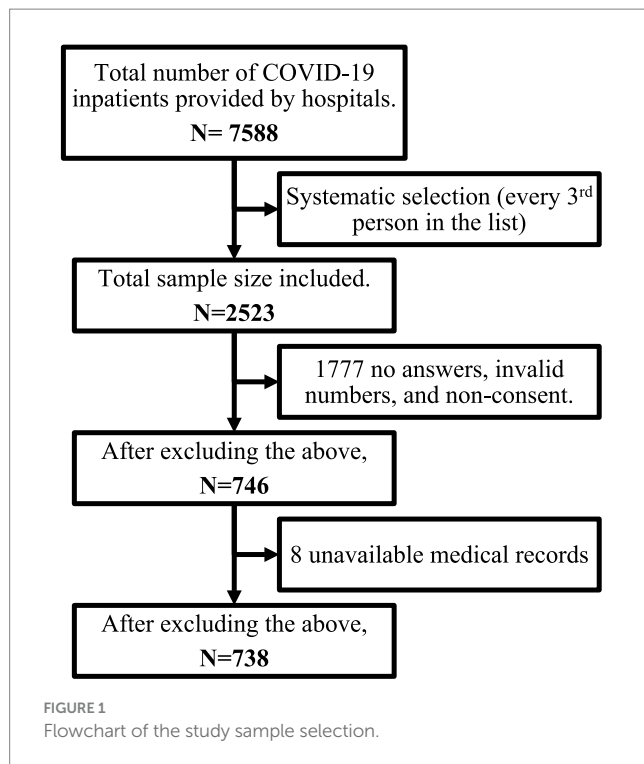 Total number of COVID-19
inpatients provided by hospitals.
N= 7588
Systematic selection (every 3rd
person in the list)
Total sample size included.
N=2523
1777 no answers, invalid
numbers, and non-consent.
After excluding the above,
N=746
8 unavailable medical records
After excluding the above,
N=738
FIGURE 1
Flowchart of the study sample selection.